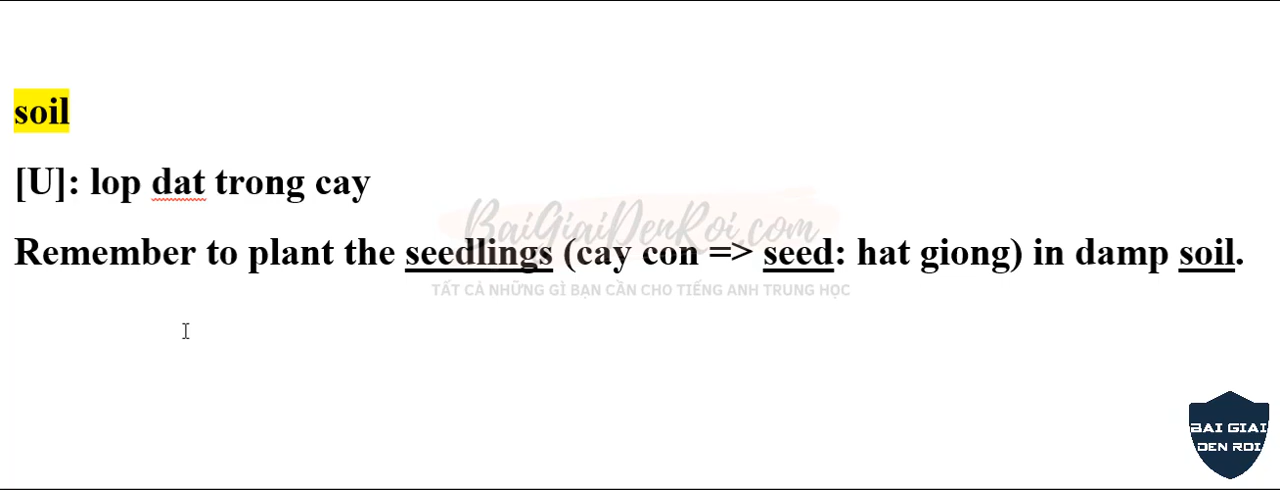 soil
[U]: lop dat trong cay
BaiGiaiDenRoi.com
Remember to plant the seedlings (cay con => seed: hat giong) in damp soil.
TẤT CẢ NHỮNG GÌ BẠN CẦN CHO TIẾNG ANH TRUNG HỌC
BAI GIAI
DEN ROI